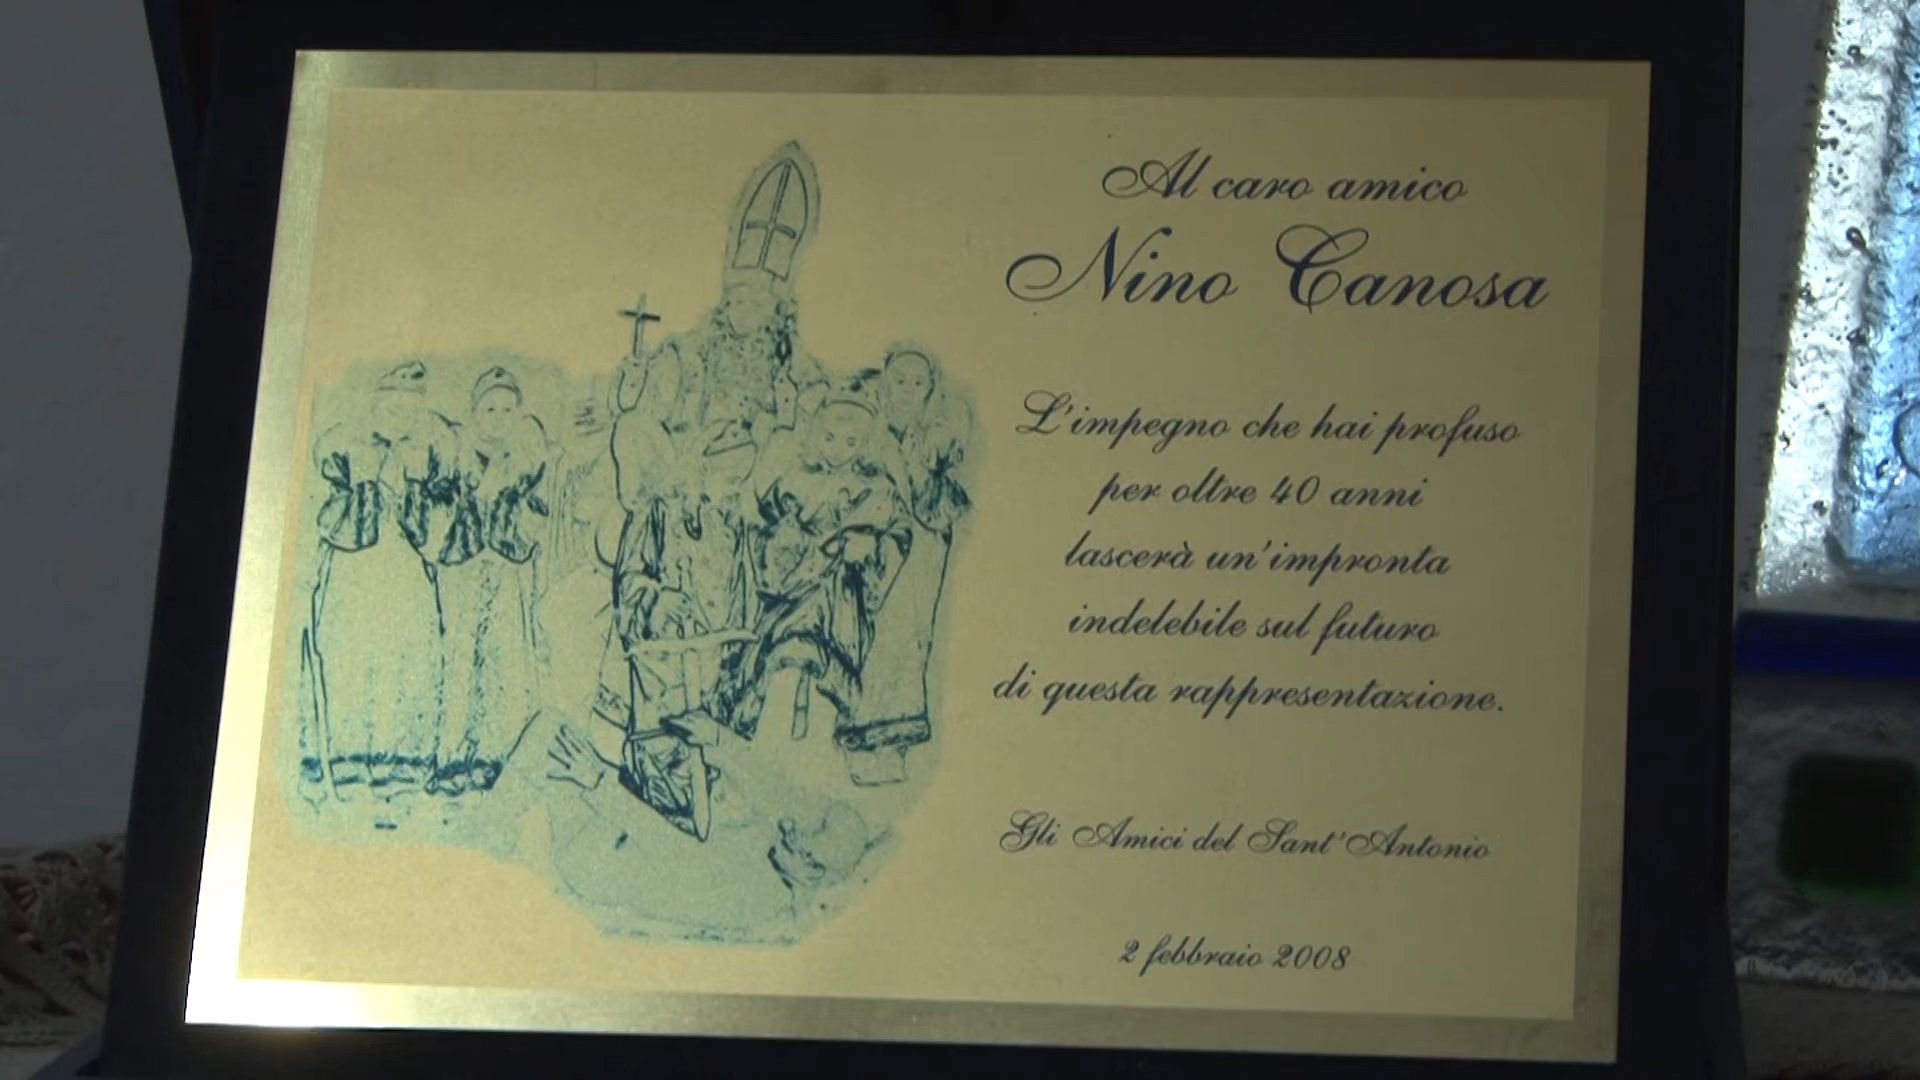 Al caro amico
Nino Canosa
L'impegno che hai profuso
per oltre 40 anni
lascerà un'impronta
indelebile sul futuro
di questa rappresentazione.
Gli Amici del Sant'Antonio
2 febbraio 2008